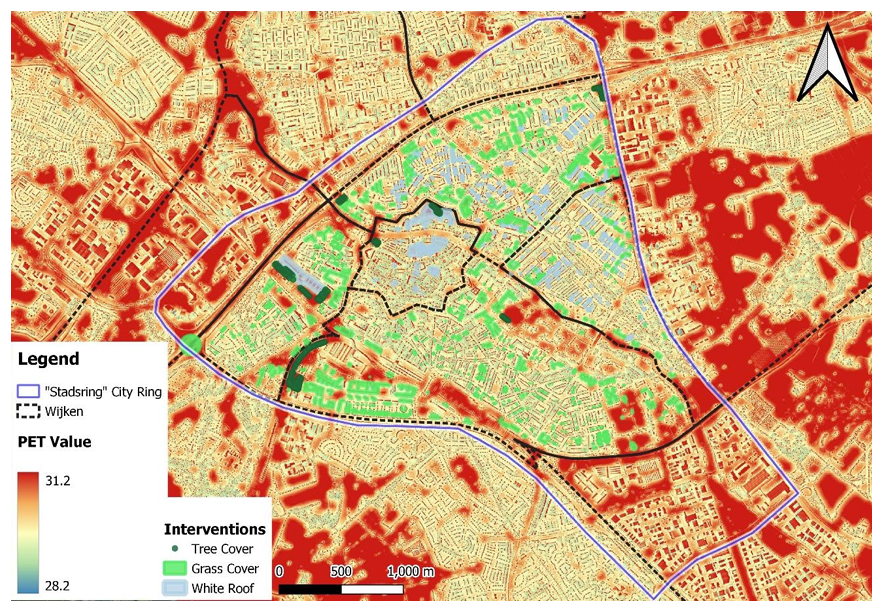 Legend
"Stadsring" City Ring
Wijken
PET Value
31.2
28.2
Interventions
Tree Cover
Grass Cover
White Roof
0 500 1,000 m